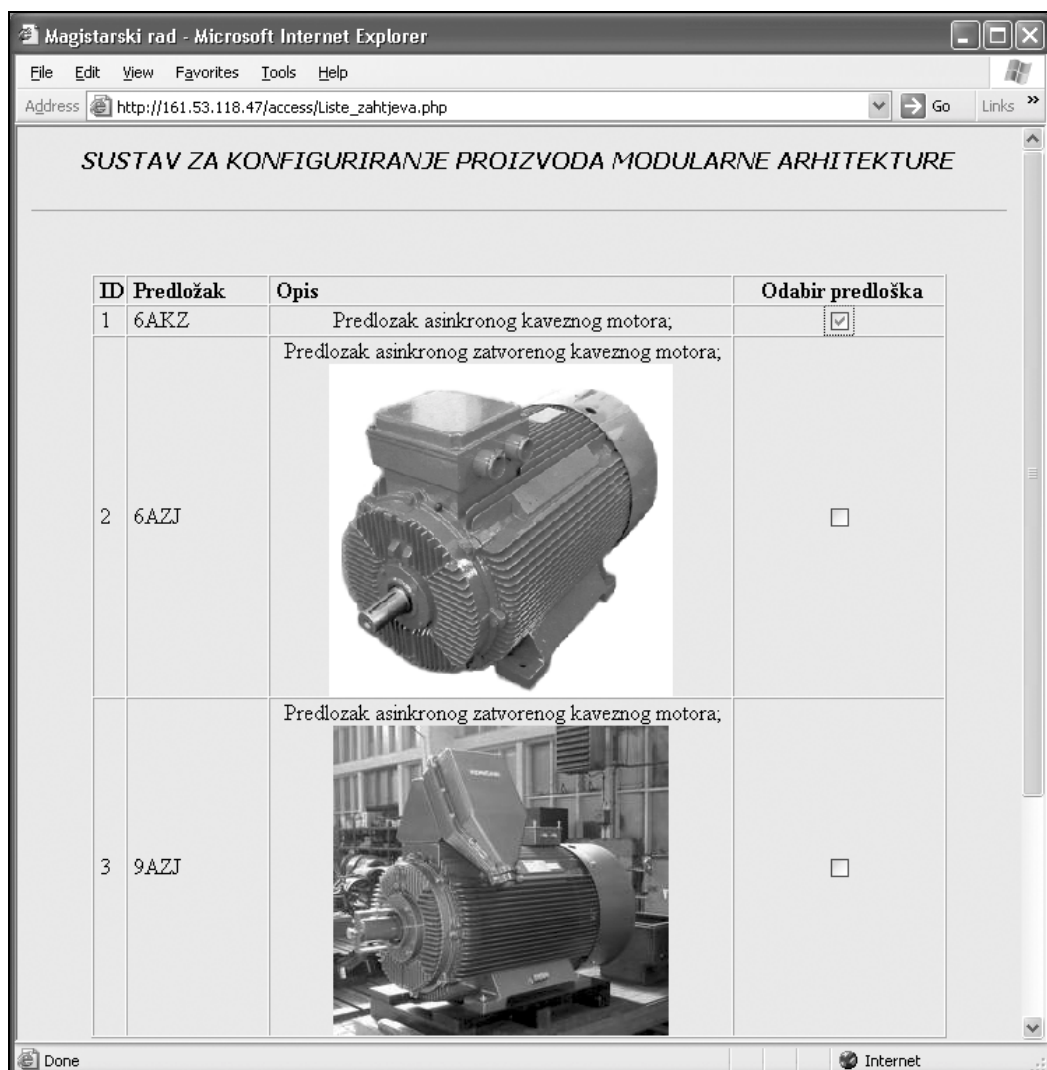 Magistarski rad - Microsoft Internet Explorer
File Edit View Favorites Tools Help
Address http://161.53.118.47/access/Liste_zahtjeva.php Go Links »
SUSTAV ZA KONFIGURIRANJE PROIZVODA MODULARNE ARHITEKTURE
ID Predložak Opis Odabir predloška
1 6AKZ Predlozak asinkronog kaveznog motora;
Predlozak asinkronog zatvorenog kaveznog motora;
2 6AZJ
Predlozak asinkronog zatvorenog kaveznog motora;
KONČAR
3 9AZJ
Done Internet